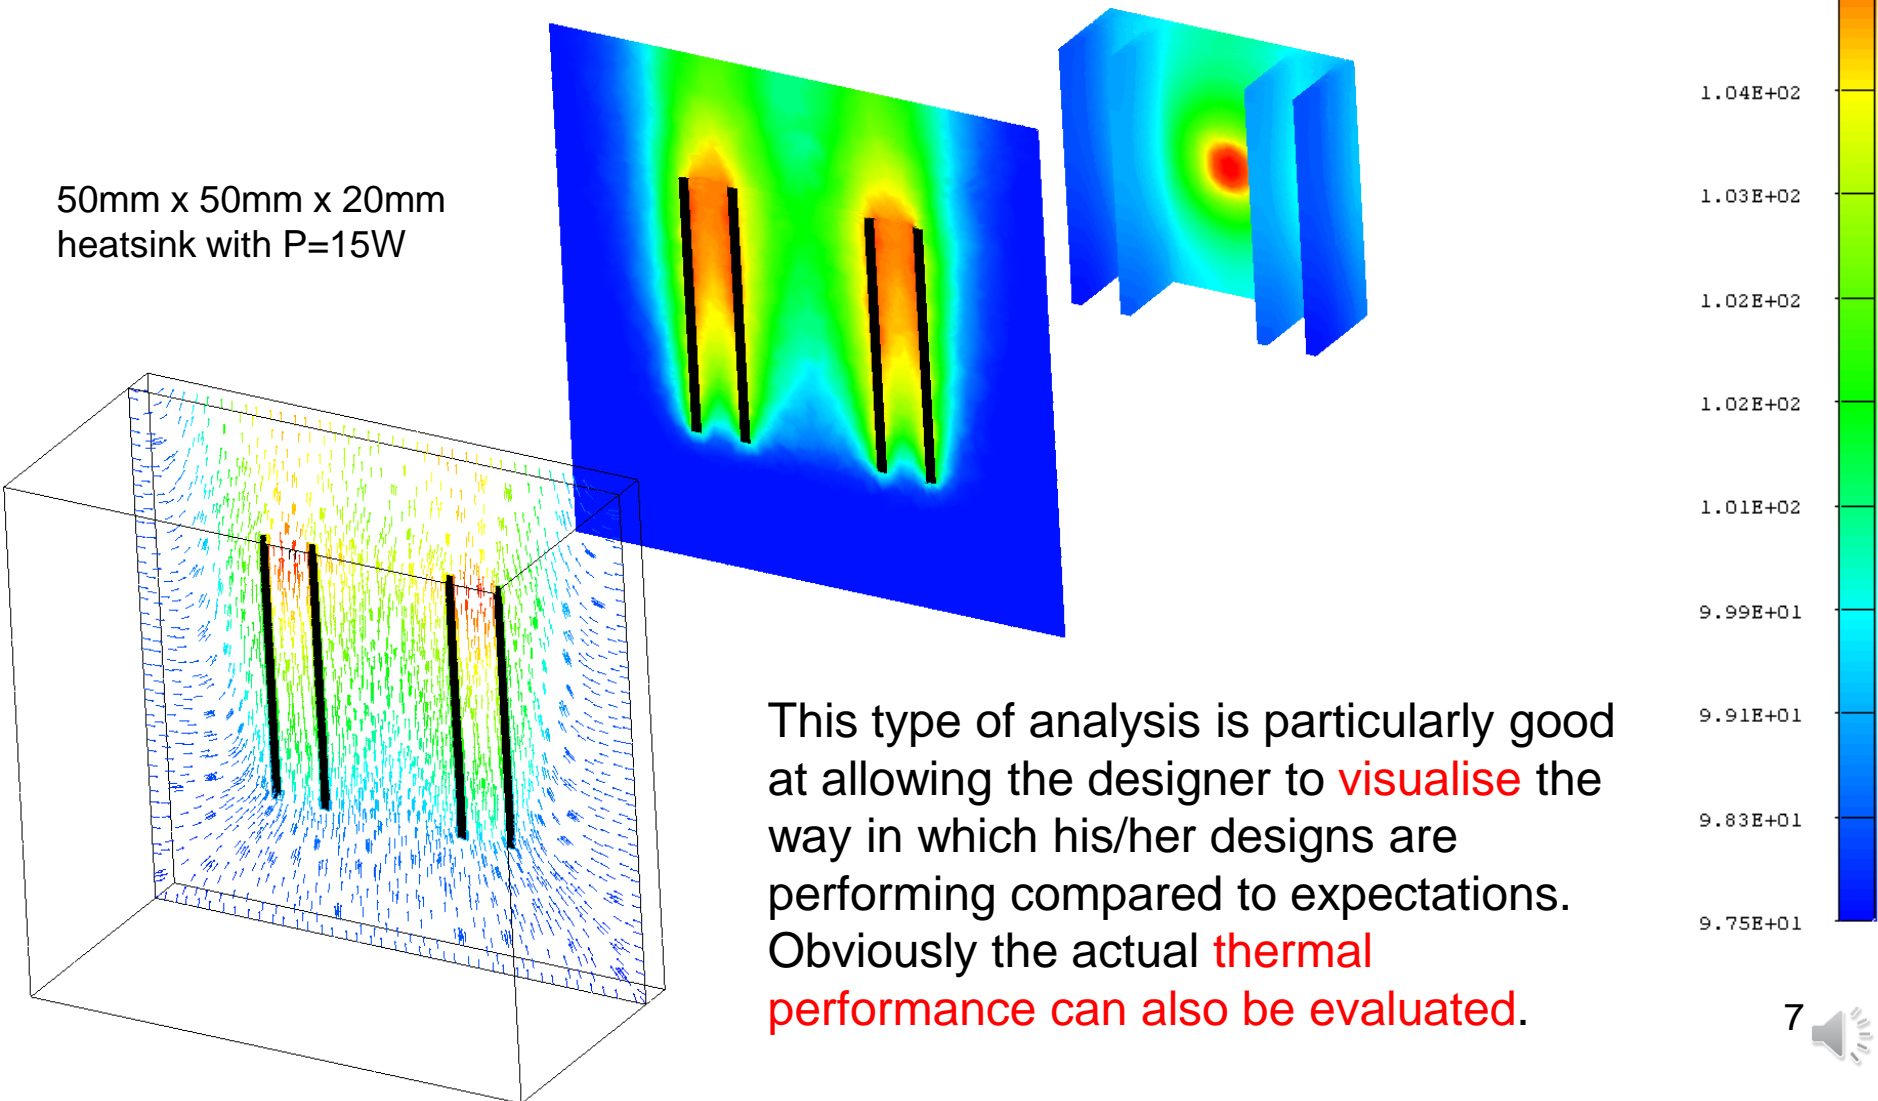 50mm x 50mm x 20mm
heatsink with P=15W
1.04E+02
1.03E+02
1.02E+02
1.02E+02
1.01E+02
9.99E+01
9.91E+01
9.83E+01
9.75E+01
This type of analysis is particularly good
at allowing the designer to visualise the
way in which his/her designs are
performing compared to expectations.
Obviously the actual thermal
performance can also be evaluated.
7